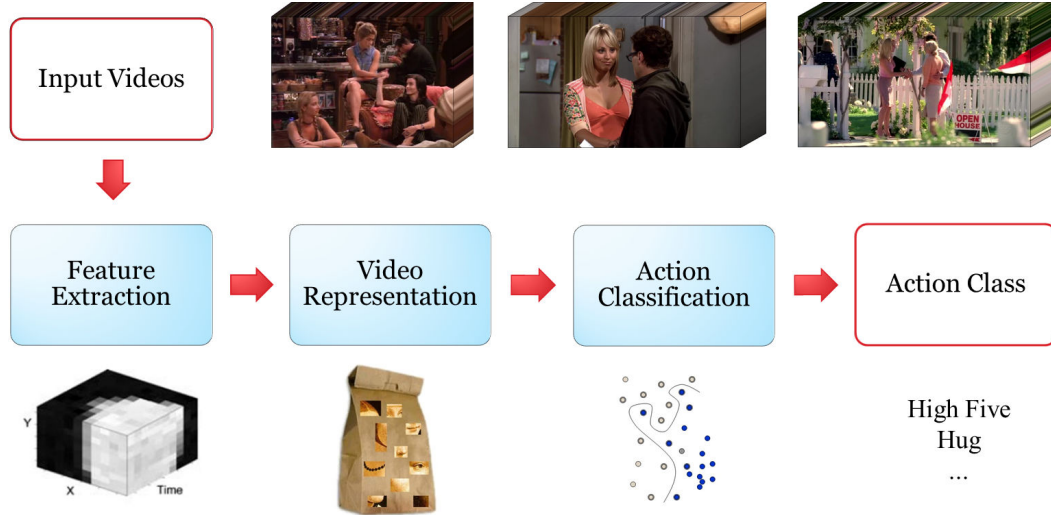 Input Videos
OPEN
HOUSE
Feature
Extraction
Video
Representation
Action
Classification
Action Class
Y
X
Time
High Five
Hug
...